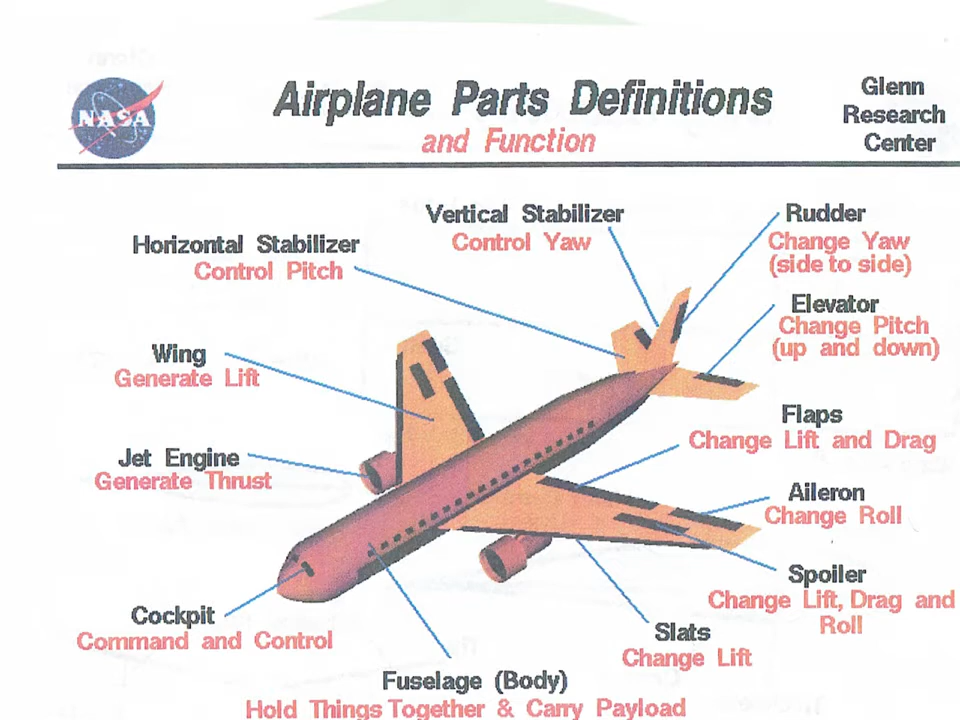 NASA
Airplane Parts Definitions
and Function
Glenn
Research
Center
Vertical Stabilizer
Control Yaw
Rudder
Change Yaw
(side to side)
Horizontal Stabilizer
Control Pitch
Elevator
Change Pitch
(up and down)
Wing
Generate Lift
Flaps
Change Lift and Drag
Jet Engine
Generate Thrust
Aileron
Change Roll
Spoiler
Change Lift, Drag and
Roll
Cockpit
Command and Control
Slats
Change Lift
Fuselage (Body)
Hold Things Together & Carry Payload